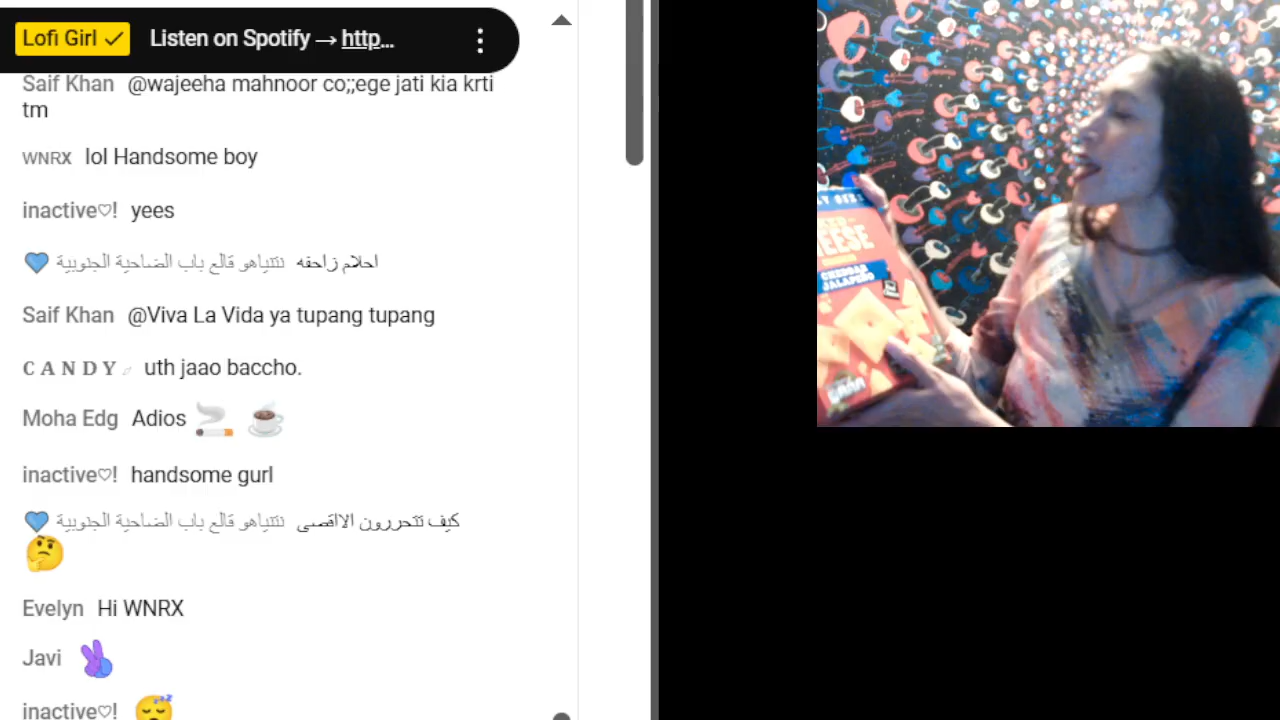 Lofi Girl ✓ Listen on Spotify → http...
Saif Khan @wajeeha mahnoor co;;ege jati kia krti
tm
WNRX lol Handsome boy
inactive♡! yees
نتنياهو قالع باب الضاحية الجنوبية 💙 احلام زاحفه
Saif Khan @Viva La Vida ya tupang tupang
C A N D Y uth jaao baccho.
Moha Edg Adios 🚬 ☕
inactive♡! handsome gurl
نتنياهو قالع باب الضاحية الجنوبية 💙 كيف تتحررون الااقصى
🤔
Evelyn Hi WNRX
Javi
inactive♡! 😴
CHEDDAR
JALAPEÑO